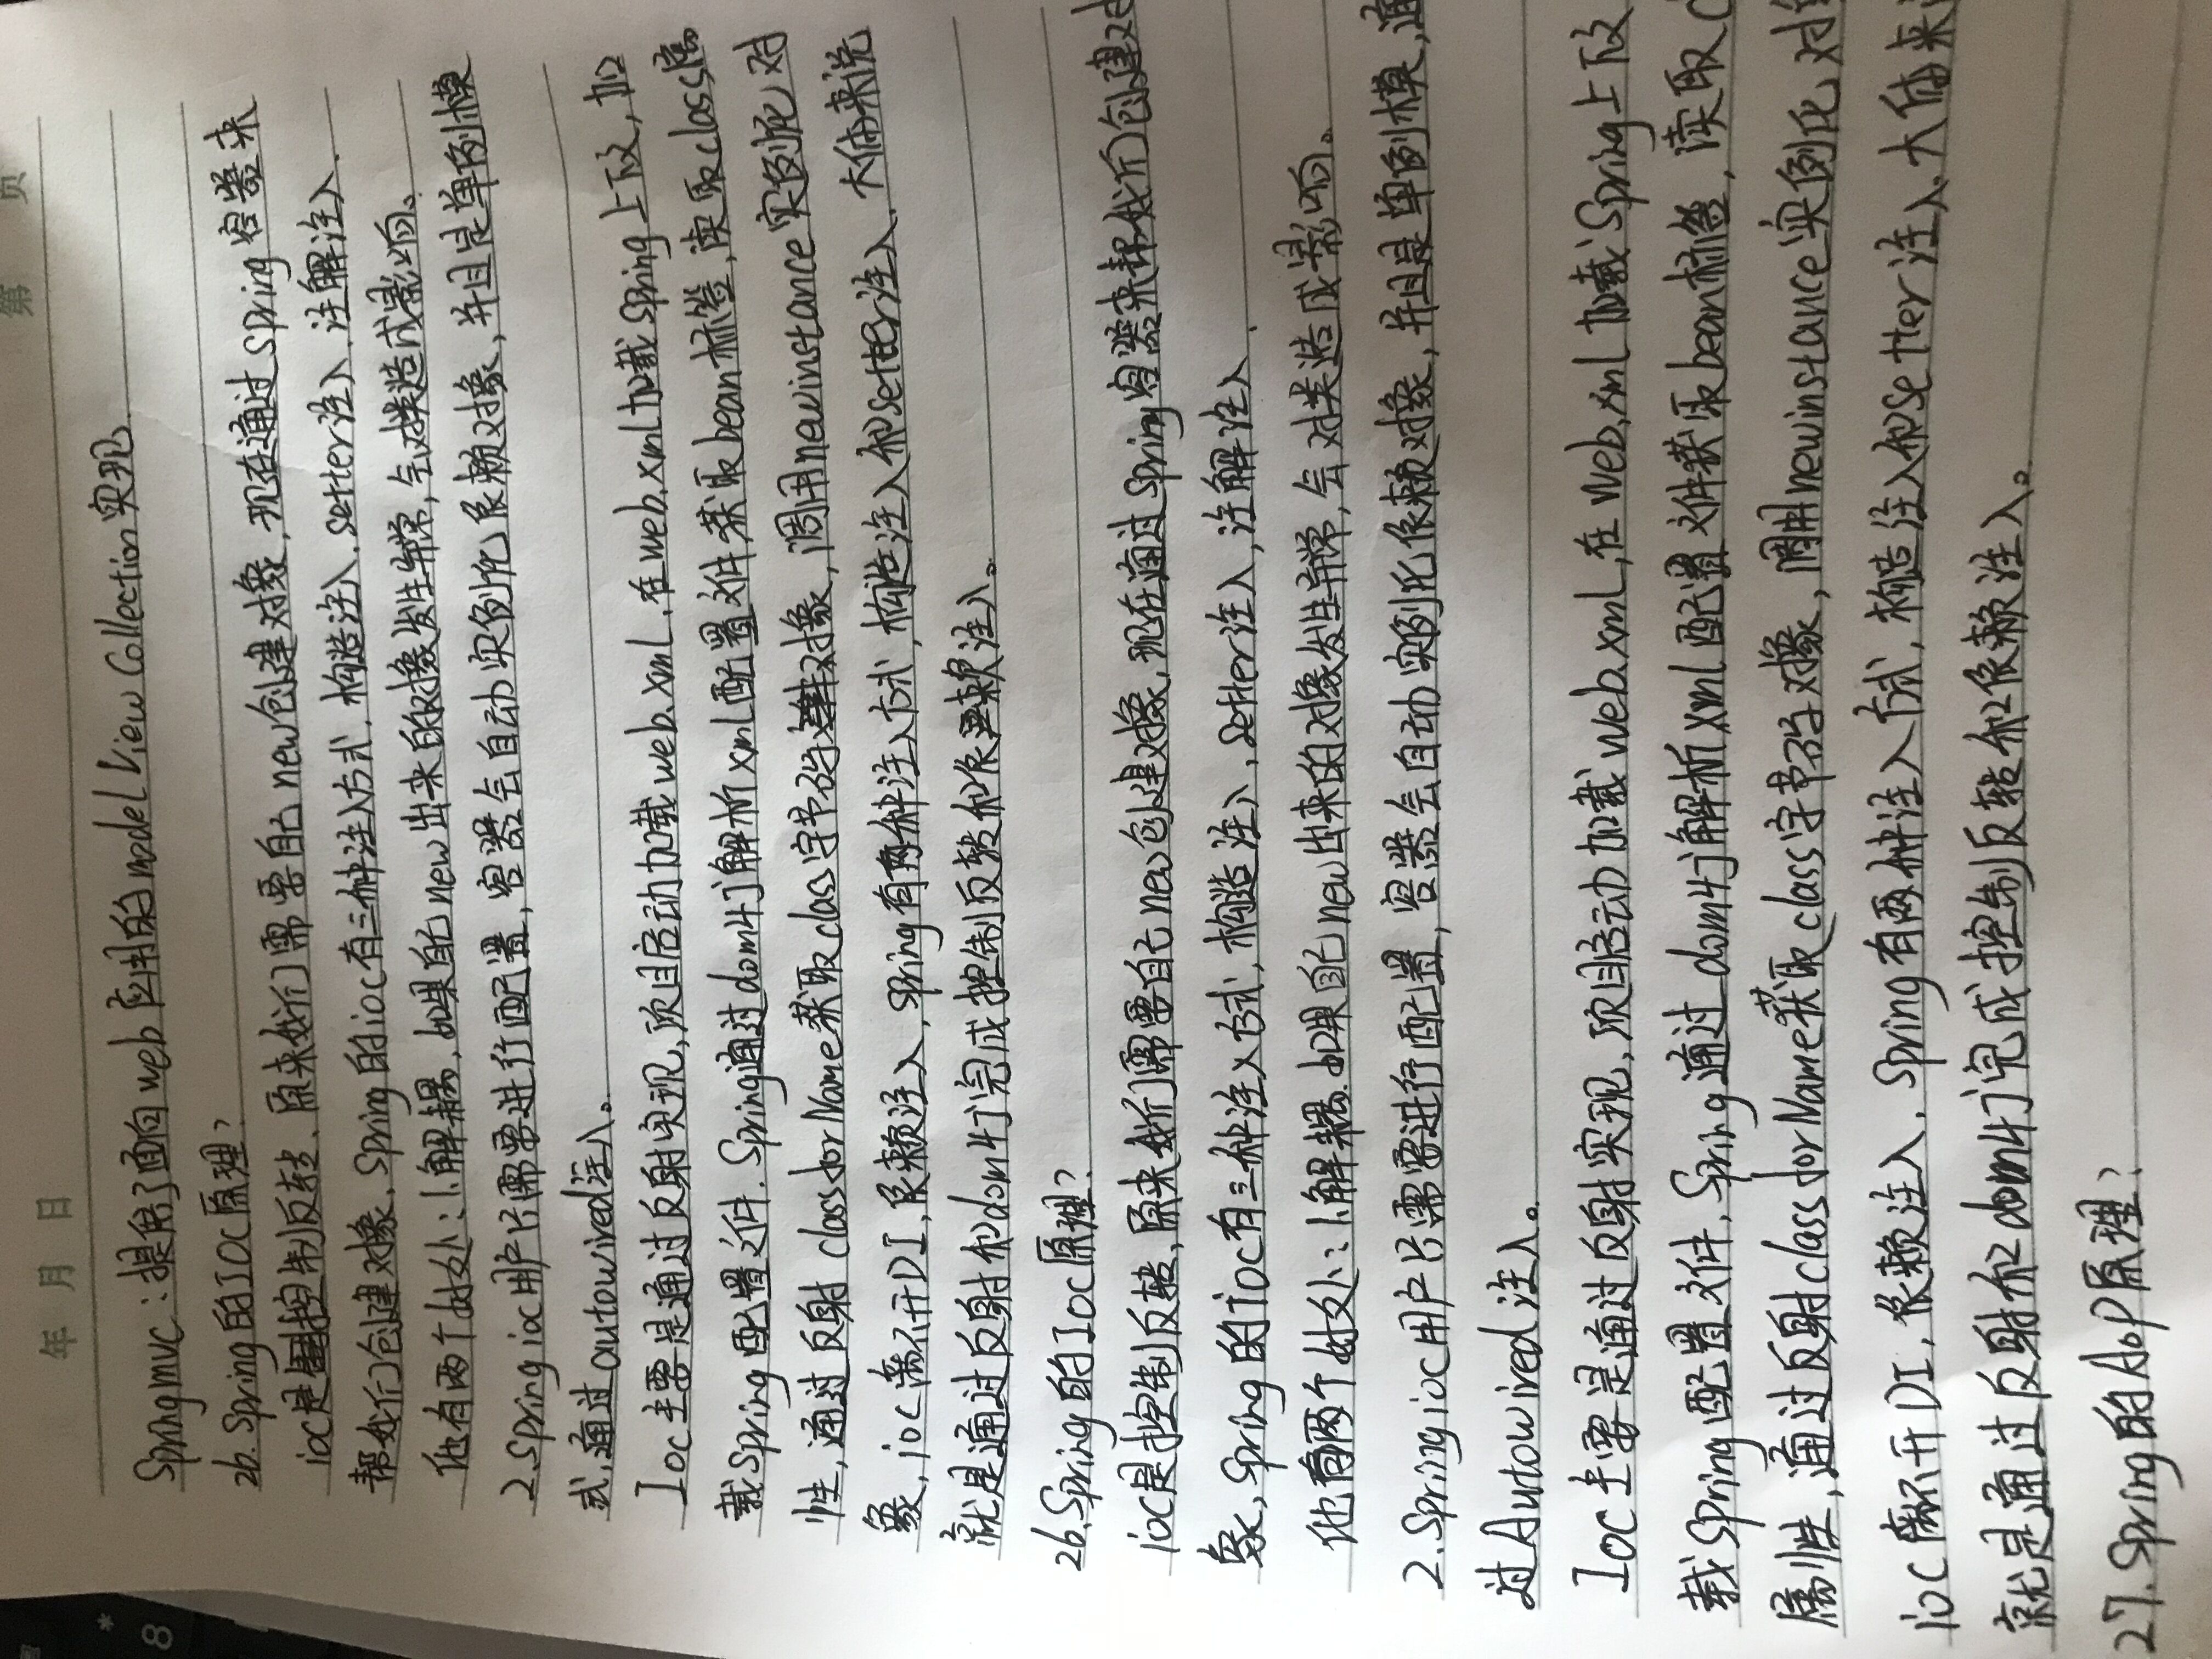 第 页
年 月 日
Springmvc：提供了面向web应用的model View Collection实现.
26. Spring的IOC原理？
ioc是控制反转、原来我们需要自己new创建对象，现在通过spring容器来
帮我们创建对象，Spring的ioc有三种注入方式，构造注入，setter注入，注解注入.
他有两个好处：1.解耦，如果自己new出来的对象发生异常，会对类造成影响。
2.Spring ioc用户只需要进行配置，容器会自动实例化依赖对象，并且是单例模
式，通过autowired注入。
Ioc主要是通过反射实现，项目启动加载web.xml，在web.xml加载spring上下文，加
载Spring配置文件．Spring通过dom4j解析xml配置文件获取bean标签，读取class属
性，通过反射classforName获取class字节码对象，调用newinstance实例化对
象，ioc离不开DI，依赖注入，spring有两种注入方式，构造注入和setter注入，大体来说
就是通过反射和dom4j完成控制反转和依赖注入。
26.Spring的Ioc原理？
ioc是控制反转，原来我们需要自己new创建对象，现在通过Spring容器来帮我们创建对
象，spring的ioc有三种注入方式，构造注入，setter注入，注解注入．
他有两个好处：1.解耦．如果自己new出来的对象发生异常，会对类造成影响。
2.Spring ioc用户只需要进行配置，容器会自动实例化依赖对象，并且是单例模，通
过Autowired注入。
Ioc主要是通过反射实现，项目启动加载web.xml，在web.xml加载Spring上下文
载Spring配置文件，Spring通过dom4j解析xml配置文件获取bean标签，读取
属性，通过反射classforName获取class字节码对象，调用newinstance实例化对
ioc离不开DI，依赖注入，Spring有两种注入方式，构造注入和setter注入，大体来
就是通过反射和dom4j完成控制反转和依赖注入。
27.Spring的AoP原理？